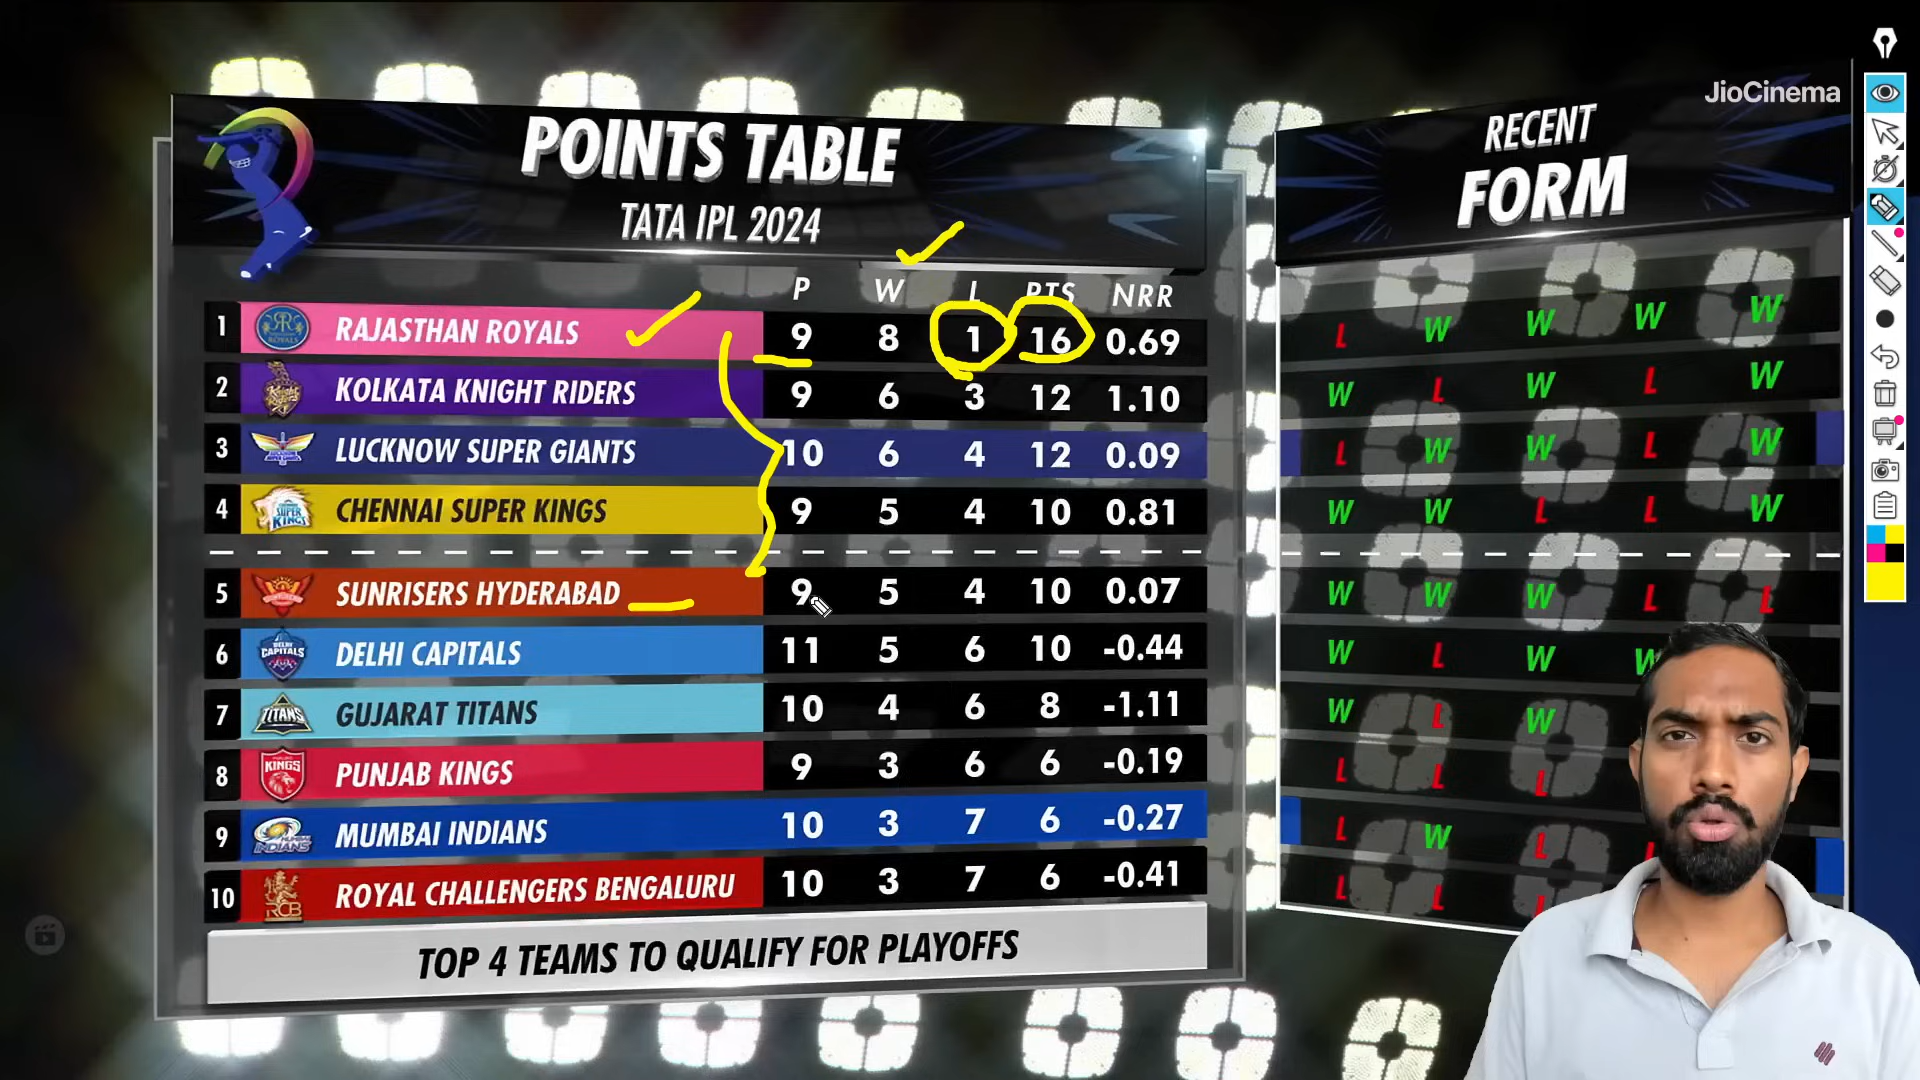 JioCinema
POINTS TABLE
TATA IPL 2024
RECENT
FORM
P W L PTS NRR
1 RAJASTHAN ROYALS 9 8 1 16 0.69 L W W W W
2 KOLKATA KNIGHT RIDERS 9 6 3 12 1.10 W L W L W
3 LUCKNOW SUPER GIANTS 10 6 4 12 0.09 L W W L W
4 CHENNAI SUPER KINGS 9 5 4 10 0.81 W W L L W
5 SUNRISERS HYDERABAD 9 5 4 10 0.07 W W W L L
6 DELHI CAPITALS 11 5 6 10 -0.44 W L W W
7 TITANS GUJARAT TITANS 10 4 6 8 -1.11 W L W
8 KINGS PUNJAB KINGS 9 3 6 6 -0.19 L L L
9 MUMBAI INDIANS 10 3 7 6 -0.27 L W L L
10 RCB ROYAL CHALLENGERS BENGALURU 10 3 7 6 -0.41 L L L
TOP 4 TEAMS TO QUALIFY FOR PLAYOFFS